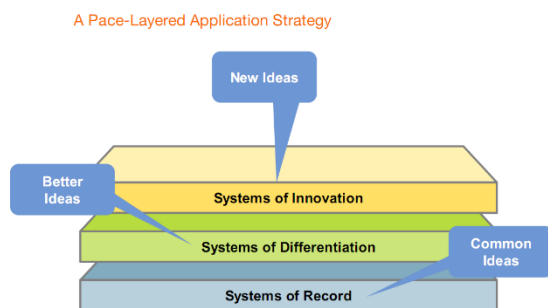 A Pace-Layered Application Strategy
New Ideas
Systems of Innovation
Better
Ideas
Systems of Differentiation
Common
Ideas
Systems of Record